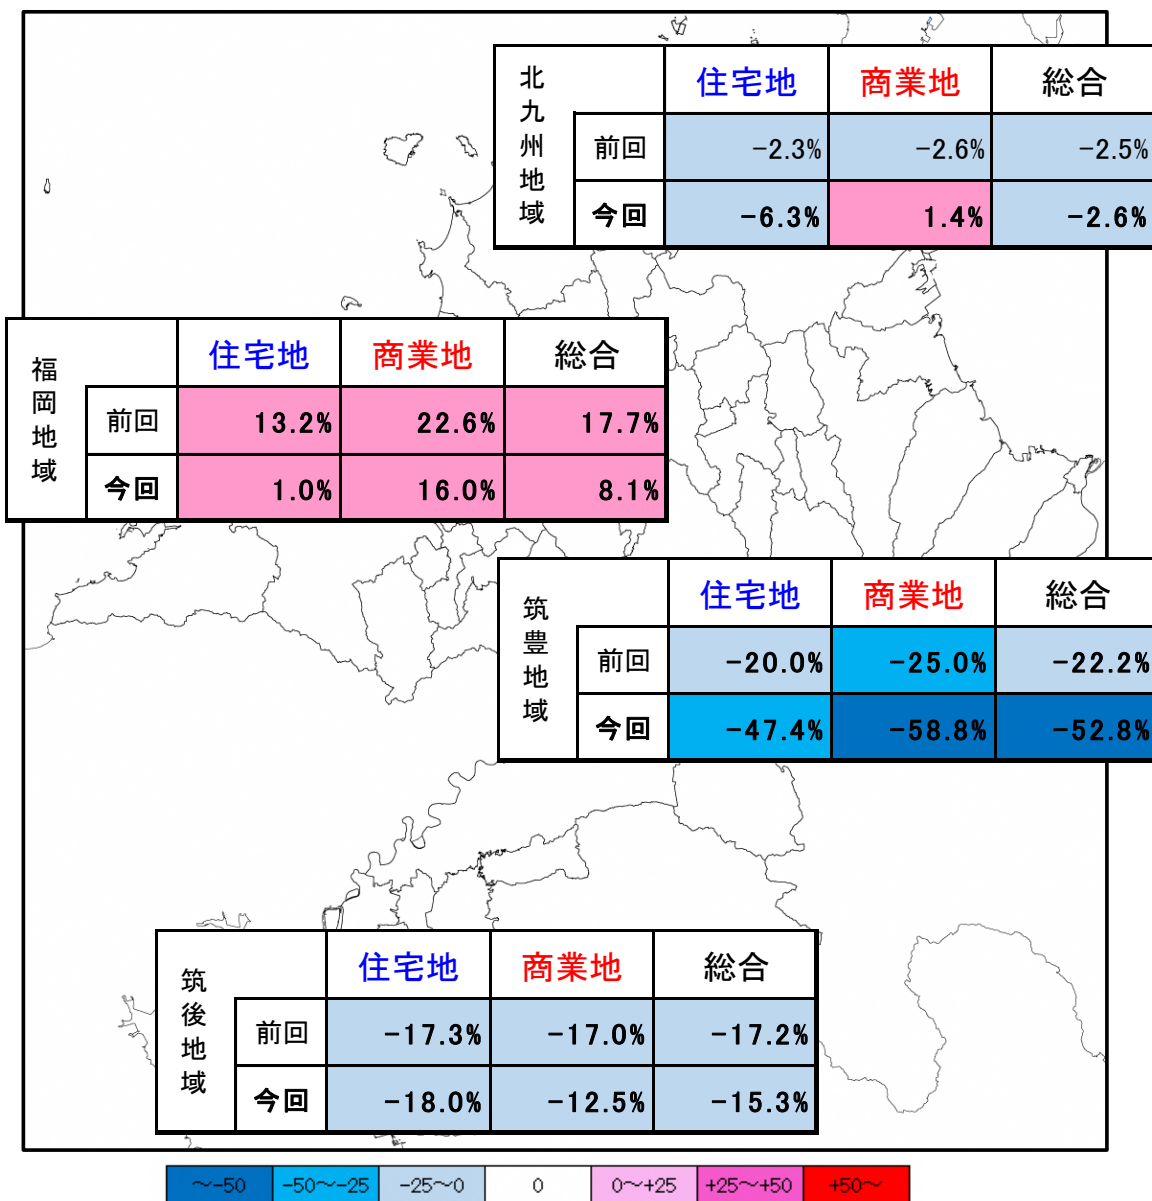 北九州地域
住宅地 商業地 総合
前回 -2.3% -2.6% -2.5%
今回 -6.3% 1.4% -2.6%
福岡地域
住宅地 商業地 総合
前回 13.2% 22.6% 17.7%
今回 1.0% 16.0% 8.1%
筑豊地域
住宅地 商業地 総合
前回 -20.0% -25.0% -22.2%
今回 -47.4% -58.8% -52.8%
筑後地域
住宅地 商業地 総合
前回 -17.3% -17.0% -17.2%
今回 -18.0% -12.5% -15.3%
～-50 -50～-25 -25～0 0 0～+25 +25～+50 +50～